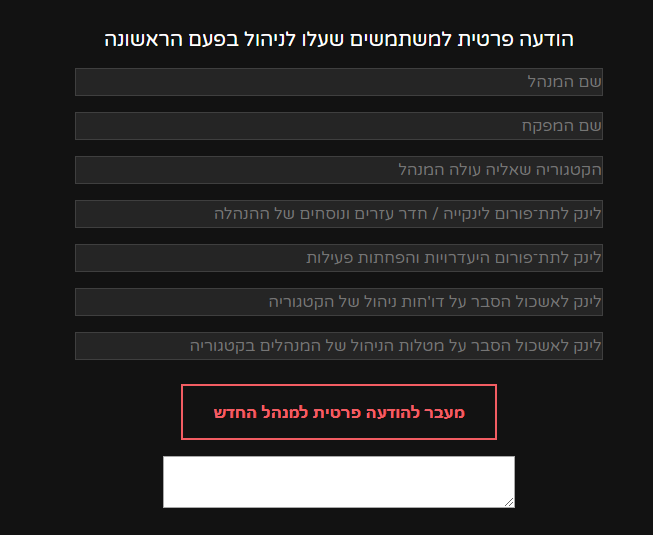 הודעה פרטית למשתמשים שעלו לניהול בפעם הראשונה
שם המנהל
שם המפקח
הקטגוריה שאליה עולה המנהל
לינק לתת־פורום לינקייה / חדר עזרים ונוסחים של ההנהלה
לינק לתת־פורום היעדרויות והפחתות פעילות
לינק לאשכול הסבר על דו'חות ניהול של הקטגוריה
לינק לאשכול הסבר על מטלות הניהול של המנהלים בקטגוריה
מעבר להודעה פרטית למנהל החדש